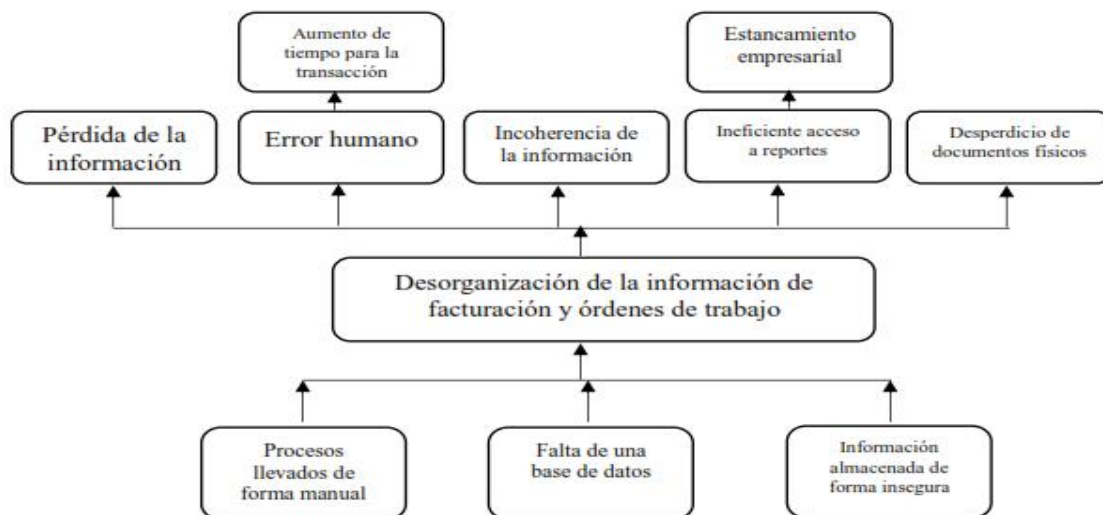 Aumento de
tiempo para la
transacción
Estancamiento
empresarial
Pérdida de la
información
Error humano
Incoherencia de
la información
Ineficiente acceso
a reportes
Desperdicio de
documentos físicos
Desorganización de la información de
facturación y órdenes de trabajo
Procesos
llevados de
forma manual
Falta de una
base de datos
Información
almacenada de
forma insegura